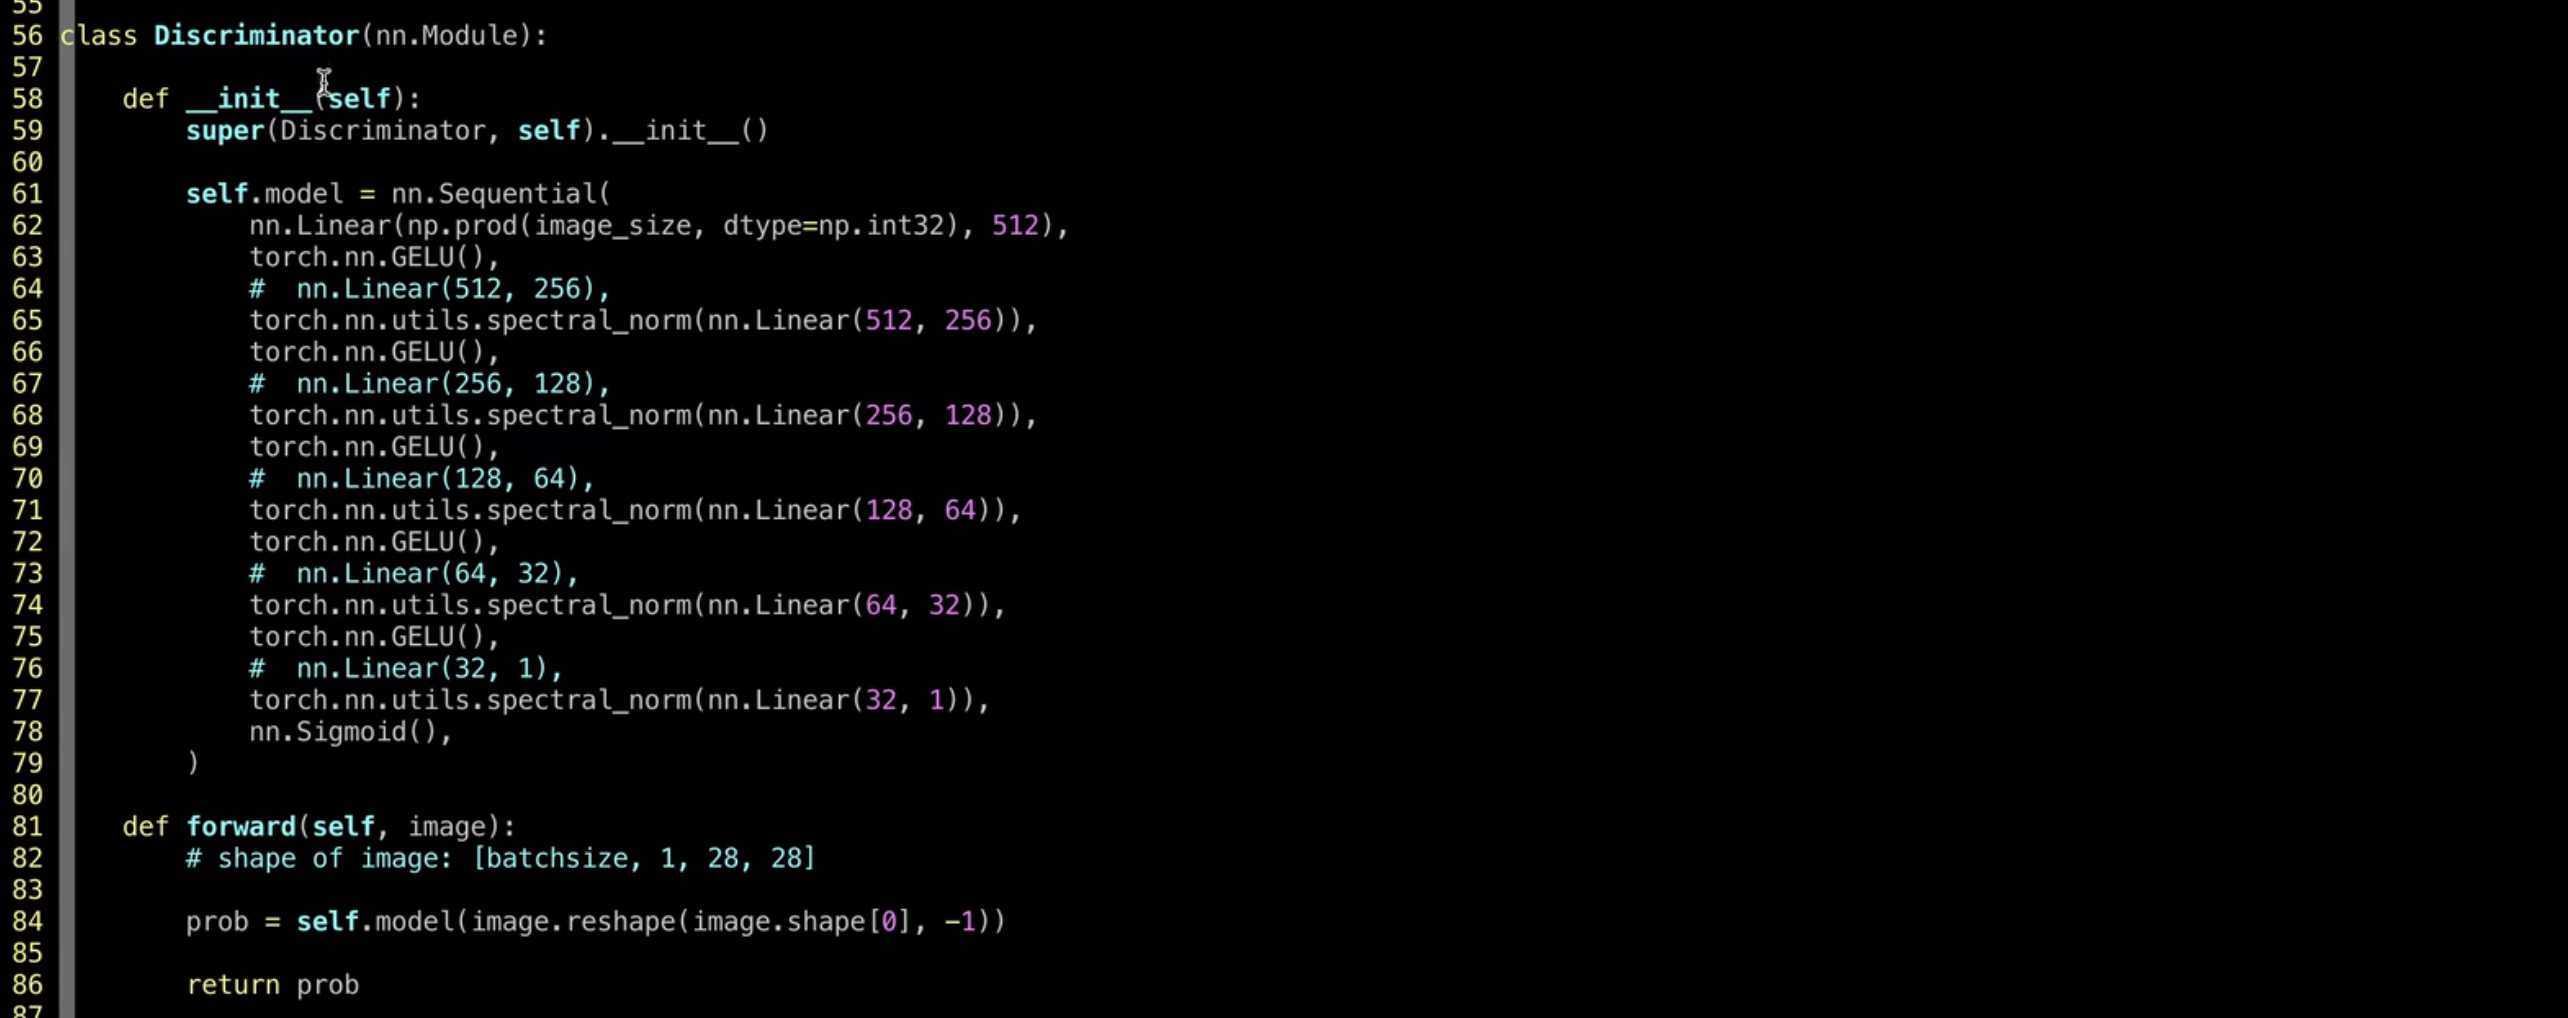 55
56 class Discriminator(nn.Module):
57
58     def __init__(self):
59         super(Discriminator, self).__init__()
60
61         self.model = nn.Sequential(
62             nn.Linear(np.prod(image_size, dtype=np.int32), 512),
63             torch.nn.GELU(),
64             #  nn.Linear(512, 256),
65             torch.nn.utils.spectral_norm(nn.Linear(512, 256)),
66             torch.nn.GELU(),
67             #  nn.Linear(256, 128),
68             torch.nn.utils.spectral_norm(nn.Linear(256, 128)),
69             torch.nn.GELU(),
70             #  nn.Linear(128, 64),
71             torch.nn.utils.spectral_norm(nn.Linear(128, 64)),
72             torch.nn.GELU(),
73             #  nn.Linear(64, 32),
74             torch.nn.utils.spectral_norm(nn.Linear(64, 32)),
75             torch.nn.GELU(),
76             #  nn.Linear(32, 1),
77             torch.nn.utils.spectral_norm(nn.Linear(32, 1)),
78             nn.Sigmoid(),
79         )
80
81     def forward(self, image):
82         # shape of image: [batchsize, 1, 28, 28]
83
84         prob = self.model(image.reshape(image.shape[0], -1))
85
86         return prob
87